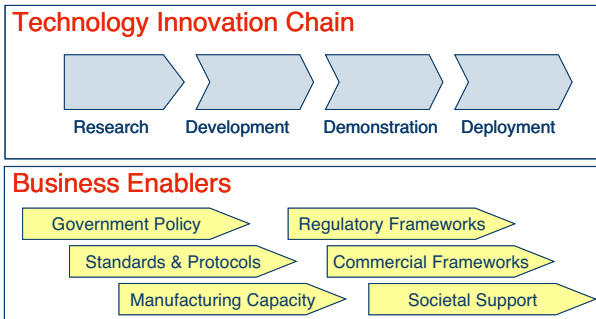 Technology Innovation Chain
Research Development Demonstration Deployment
Business Enablers
Government Policy Regulatory Frameworks
Standards & Protocols Commercial Frameworks
Manufacturing Capacity Societal Support